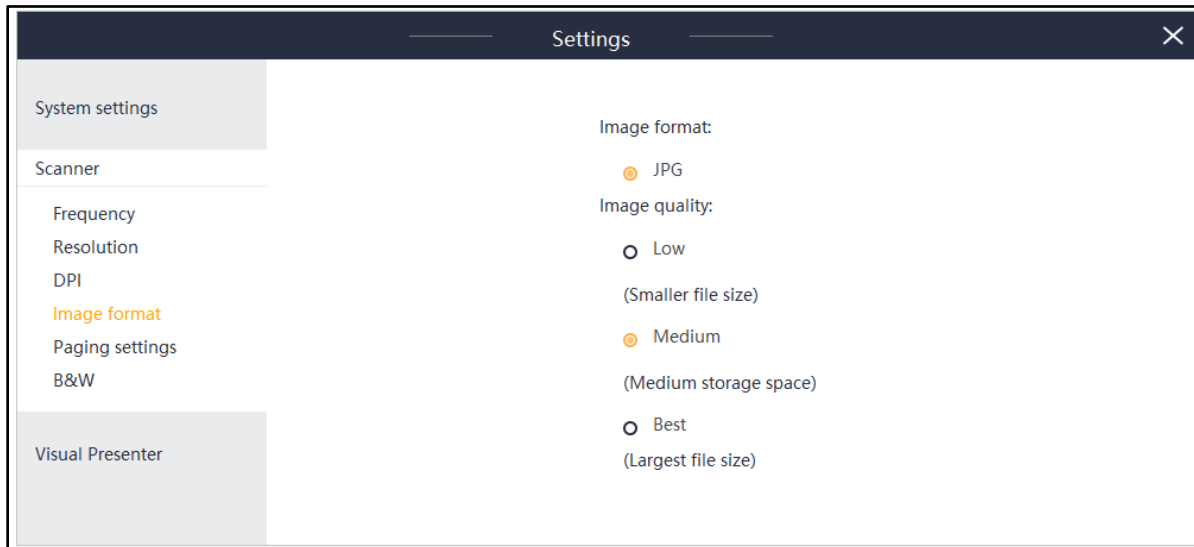 Settings
System settings
Scanner
Frequency
Resolution
DPI
Image format
Paging settings
B&W
Visual Presenter
Image format:
JPG
Image quality:
Low
(Smaller file size)
Medium
(Medium storage space)
Best
(Largest file size)